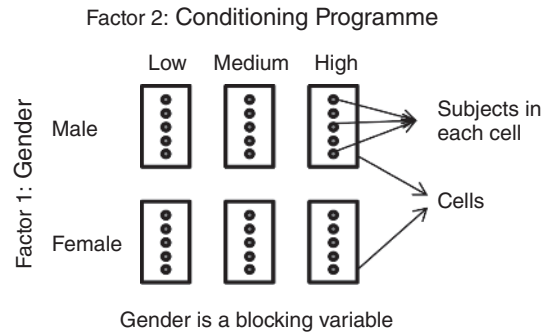 Factor 2: Conditioning Programme
Low Medium High
Factor 1: Gender
Male
Subjects in
each cell
Cells
Female
Gender is a blocking variable